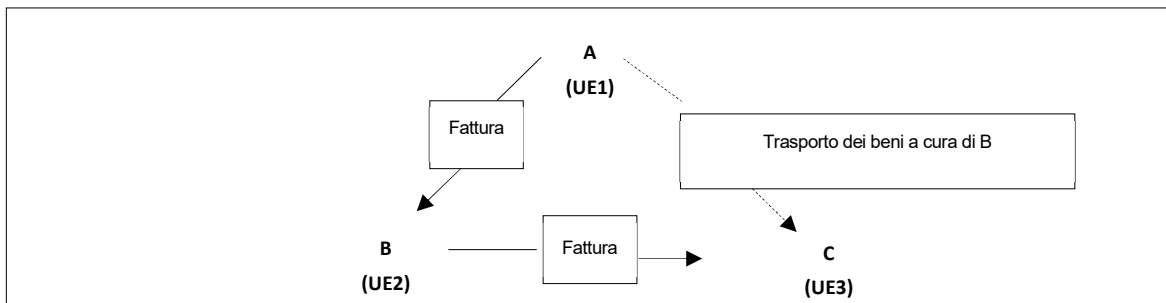 A
(UE1)
Fattura
Trasporto dei beni a cura di B
B
(UE2)
Fattura
C
(UE3)